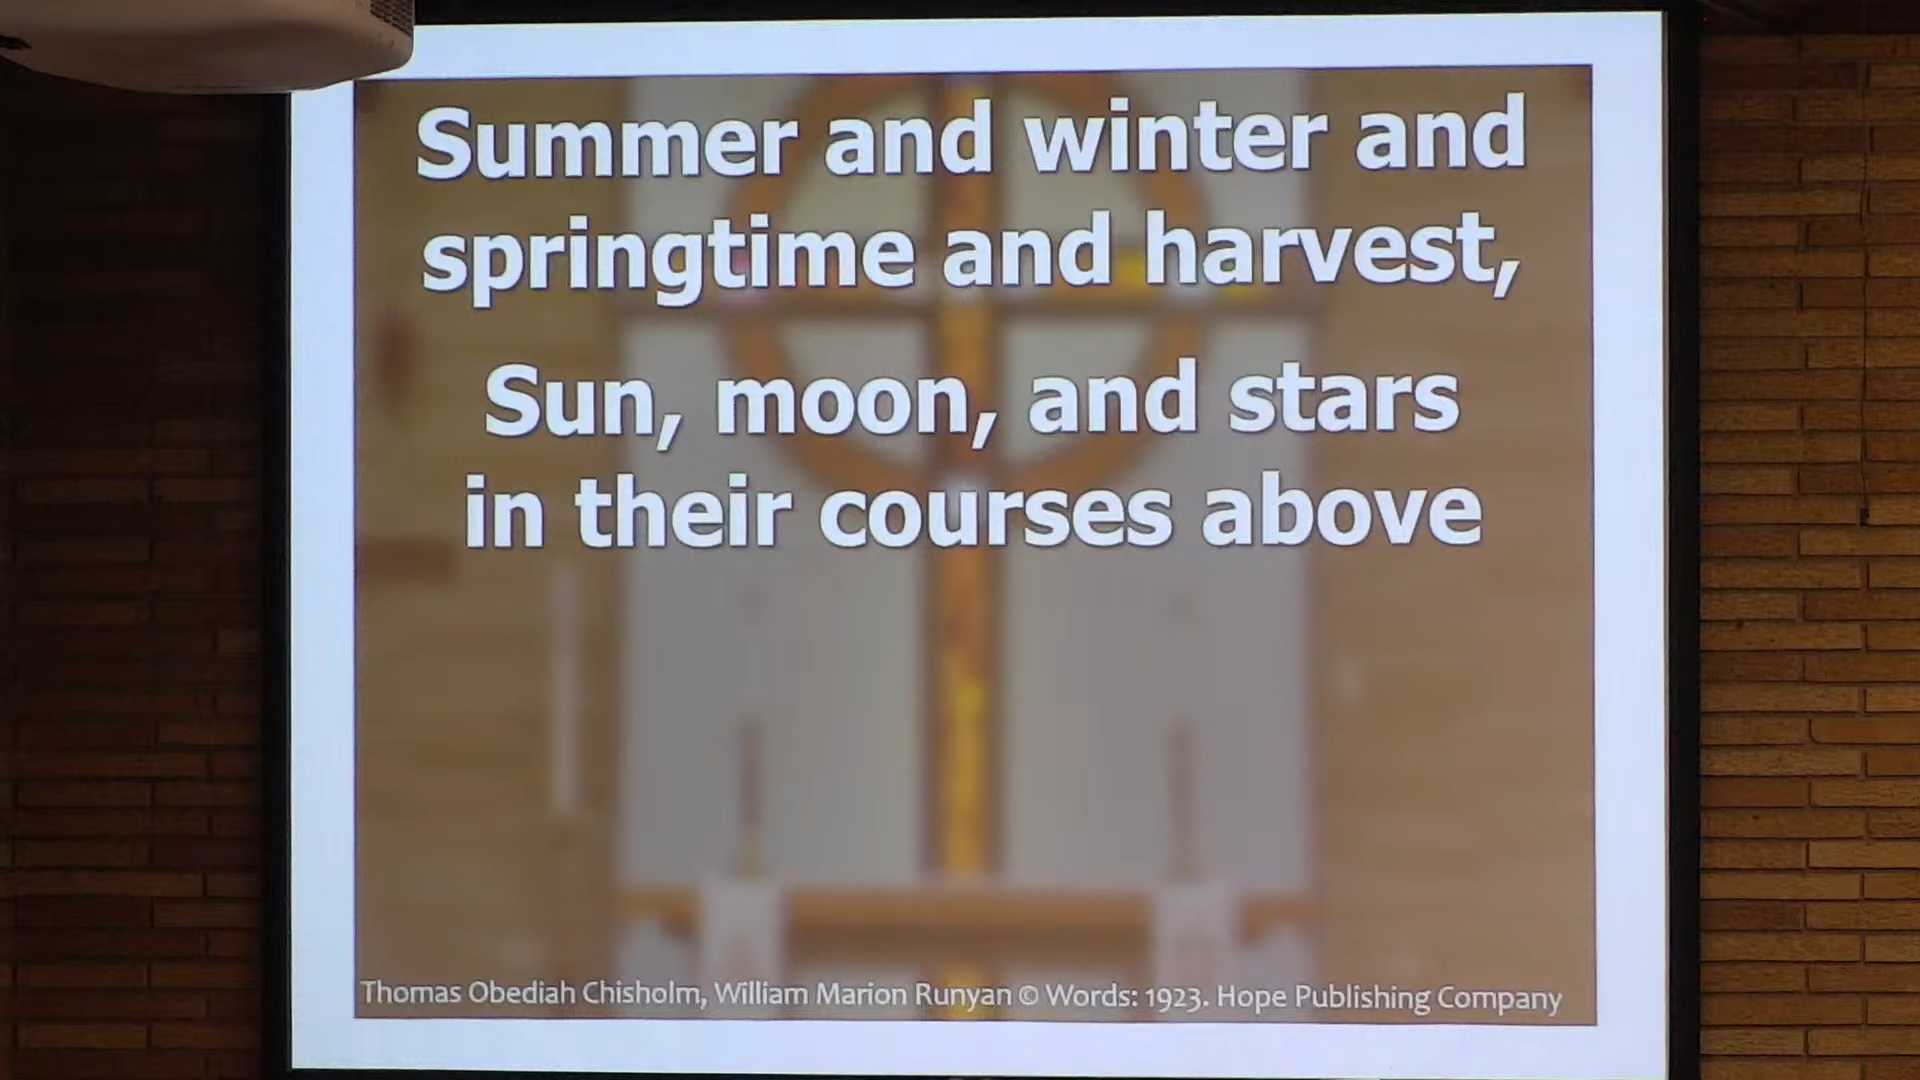 Summer and winter and
springtime and harvest,
Sun, moon, and stars
in their courses above
Thomas Obediah Chisholm, William Marion Runyan © Words: 1923. Hope Publishing Company